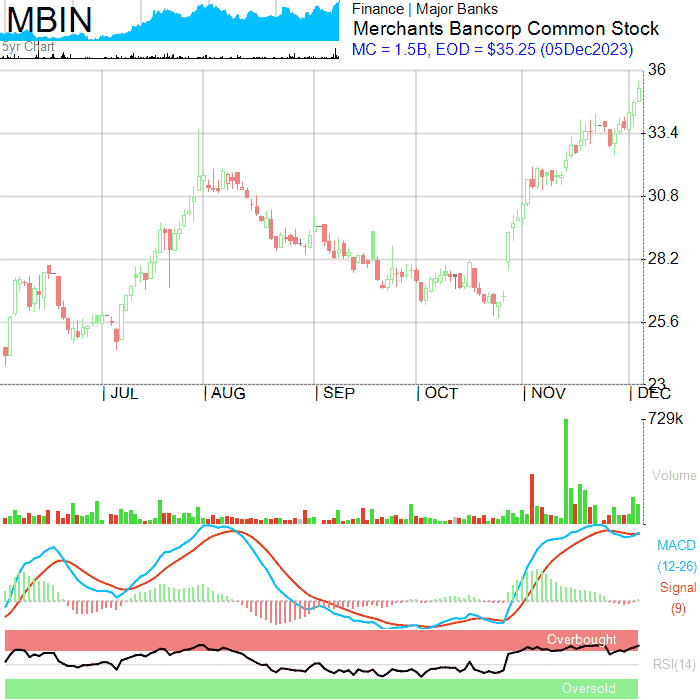 MBIN
5yr Chart
Finance | Major Banks
Merchants Bancorp Common Stock
MC = 1.5B, EOD = $35.25 (05Dec2023)
36
33.4
30.8
28.2
25.6
23
| JUL | AUG | SEP | OCT | NOV | DEC
729k
Volume
MACD
(12-26)
Signal
(9)
Overbought
RSI(14)
Oversold